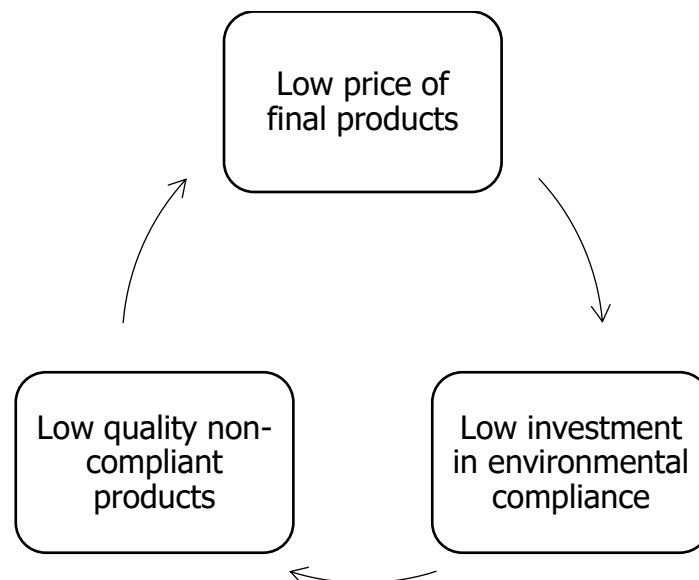 Low price of
final products
Low quality non-
compliant
products
Low investment
in environmental
compliance